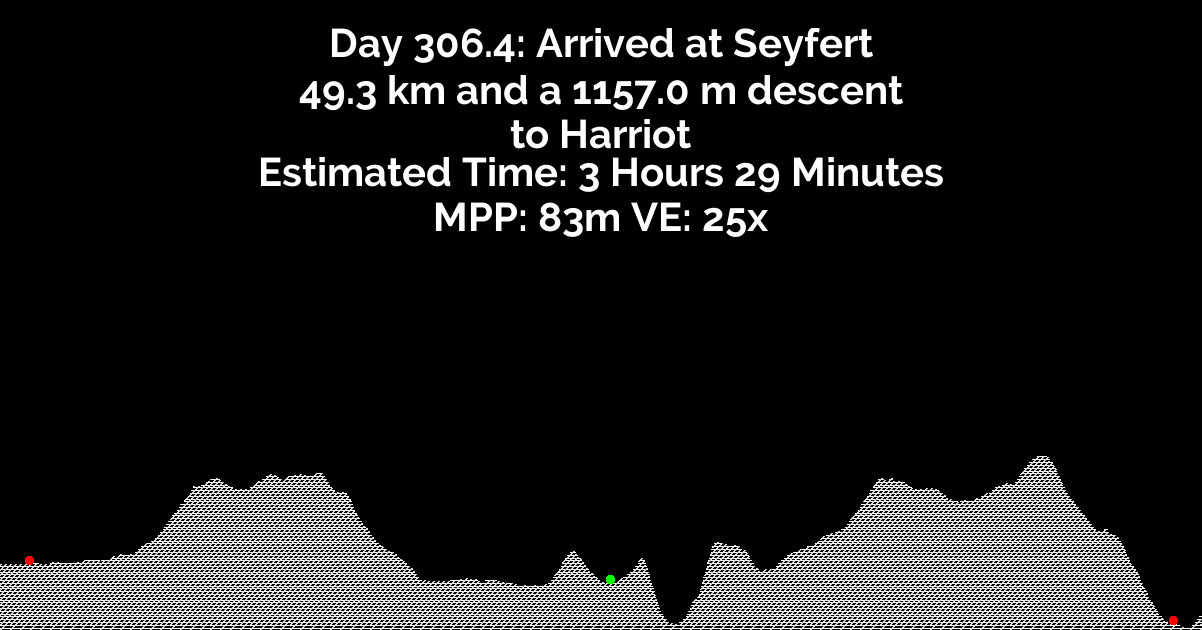 Day 306.4: Arrived at Seyfert
49.3 km and a 1157.0 m descent
to Harriot
Estimated Time: 3 Hours 29 Minutes
MPP: 83m VE: 25x